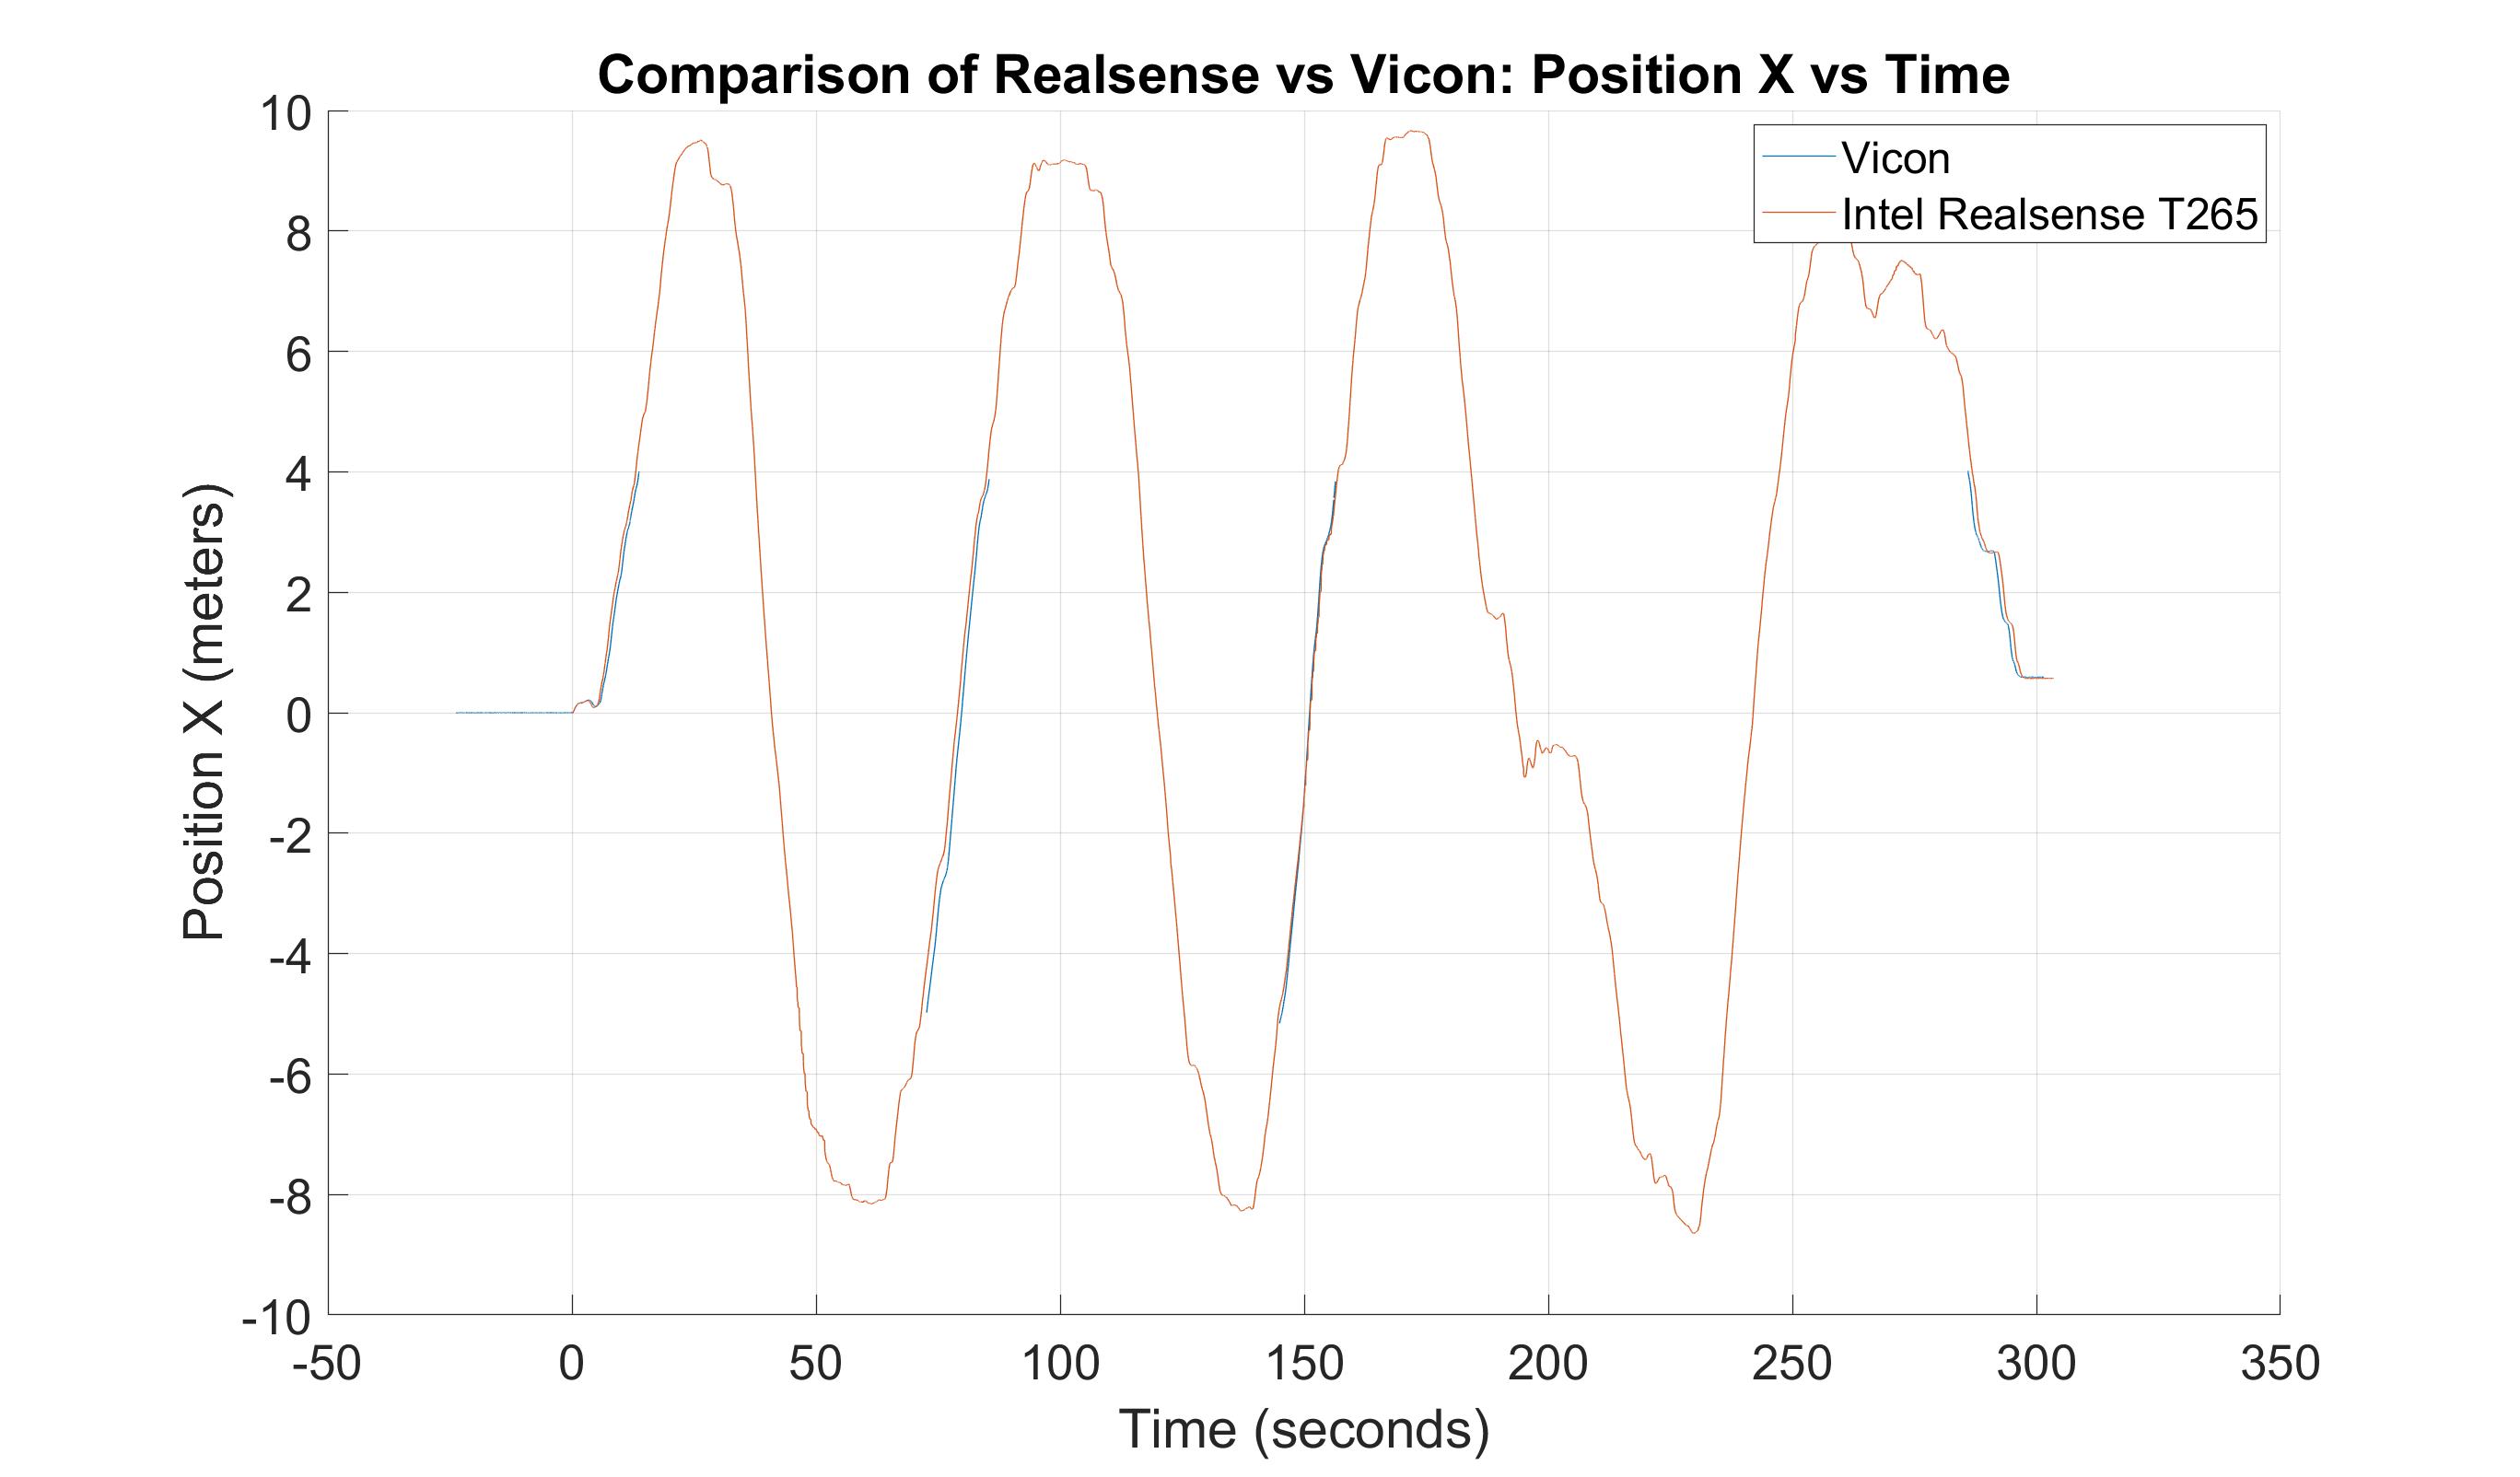 Comparison of Realsense vs Vicon: Position X vs Time
Vicon
Intel Realsense T265
Position X (meters)
10
8
6
4
2
0
-2
-4
-6
-8
-10
-50 0 50 100 150 200 250 300 350
Time (seconds)